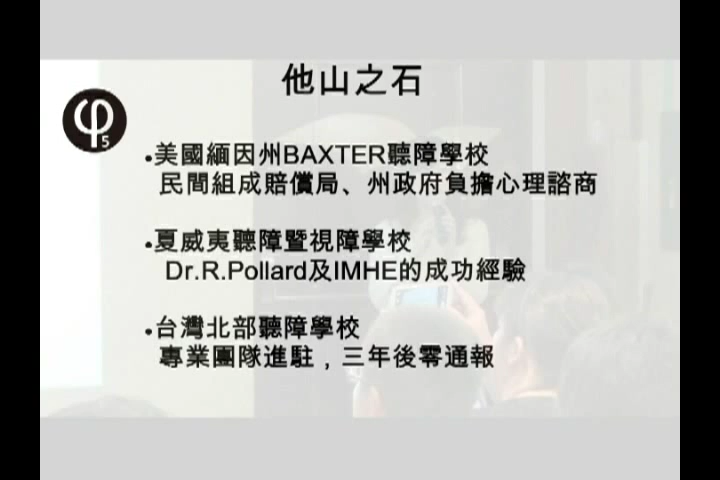 他山之石
φ5
•美國緬因州BAXTER聽障學校
民間組成賠償局、州政府負擔心理諮商
•夏威夷聽障暨視障學校
Dr.R.Pollard及IMHE的成功經驗
•台灣北部聽障學校
專業團隊進駐，三年後零通報